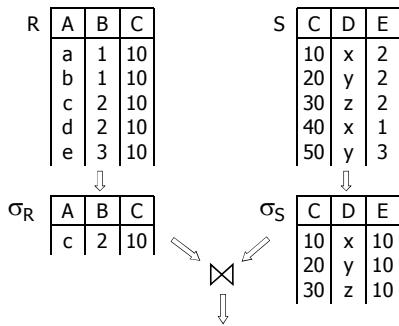 R A B C
a 1 10
b 1 10
c 2 10
d 2 10
e 3 10
S C D E
10 x 2
20 y 2
30 z 2
40 x 1
50 y 3
σR A B C
c 2 10
σS C D E
10 x 10
20 y 10
30 z 10
⋈